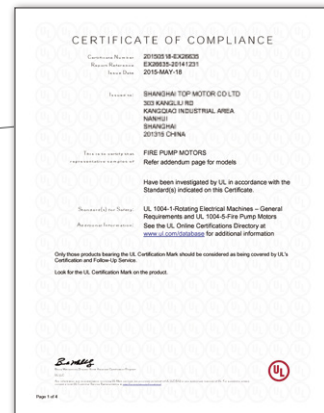 CERTIFICATE OF COMPLIANCE
Certificate Number 20150518-EX26635
Report Reference EX26635-20141231
Issue Date 2015-MAY-18
Issued to: SHANGHAI TOP MOTOR CO LTD
303 KANGLIU RD
KANGQIAO INDUSTRIAL AREA
NANHUI
SHANGHAI
201315 CHINA
This is to certify that FIRE PUMP MOTORS
representative samples of Refer addendum page for models
Have been investigated by UL in accordance with the
Standard(s) indicated on this Certificate.
Standard(s) for Safety: UL 1004-1-Rotating Electrical Machines – General
Requirements and UL 1004-5-Fire Pump Motors
Additional Information: See the UL Online Certifications Directory at
www.ul.com/database for additional information
Only those products bearing the UL Certification Mark should be considered as being covered by UL's
Certification and Follow-Up Service.
Look for the UL Certification Mark on the product.
UL
Page 1 of 6